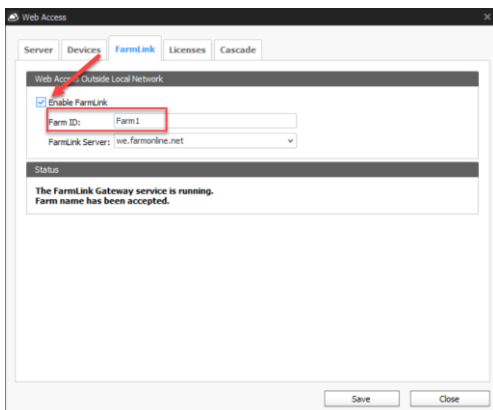 Web Access
Server Devices FarmLink Licenses Cascade
Web Access Outside Local Network
Enable FarmLink
Farm ID: Farm1
FarmLink Server: we.farmonline.net
Status
The FarmLink Gateway service is running.
Farm name has been accepted.
Save Close